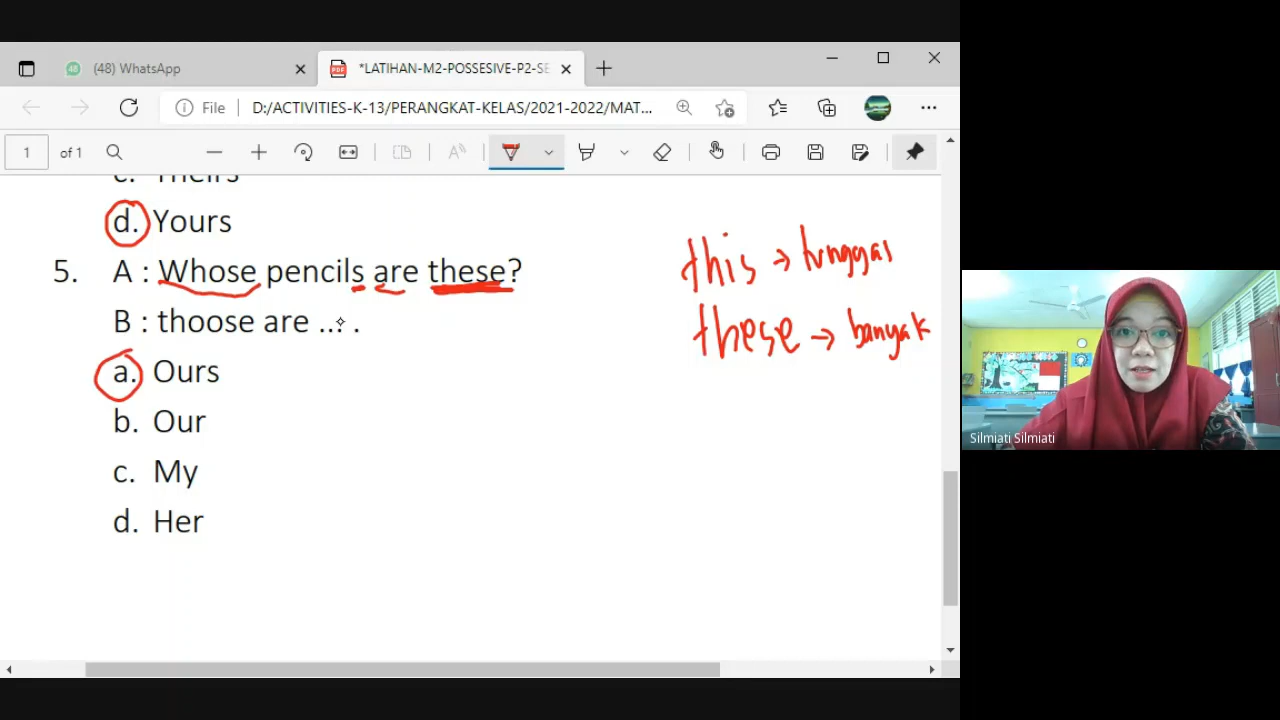 (48) WhatsApp
*LATIHAN-M2-POSSESIVE-P2-SE
File
D:/ACTIVITIES-K-13/PERANGKAT-KELAS/2021-2022/MAT...
1 of 1
c. Theirs
d. Yours
5. A : Whose pencils are these?
B : thoose are ... .
a. Ours
b. Our
c. My
d. Her
this → tunggal
these → banyak
Silmiati Silmiati